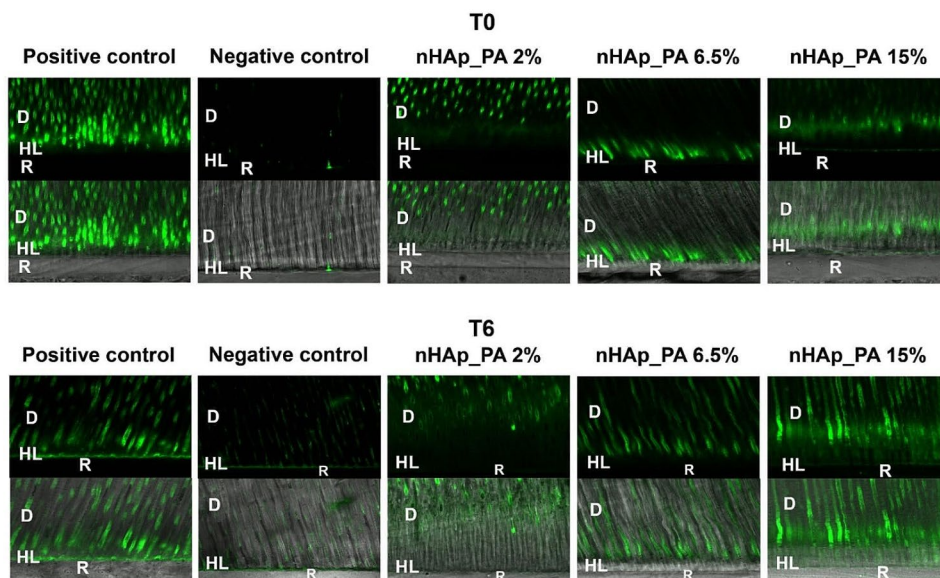 T0
Positive control Negative control nHAp_PA 2% nHAp_PA 6.5% nHAp_PA 15%
D D D D D
HL HL HL HL HL
R R R R R
D D D D D
HL HL HL HL HL
R R R R R
T6
Positive control Negative control nHAp_PA 2% nHAp_PA 6.5% nHAp_PA 15%
D D D D D
HL HL HL HL HL
R R R R R
D D D D D
HL HL HL HL HL
R R R R R